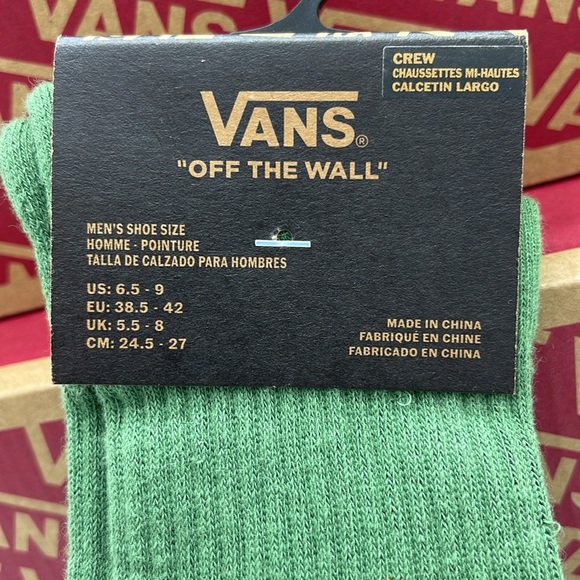 CREW
CHAUSSETTES MI-HAUTES
CALCETIN LARGO
VANS®
"OFF THE WALL"
MEN'S SHOE SIZE
HOMME - POINTURE
TALLA DE CALZADO PARA HOMBRES
US: 6.5 - 9
EU: 38.5 - 42
UK: 5.5 - 8
CM: 24.5 - 27
MADE IN CHINA
FABRIQUÉ EN CHINE
FABRICADO EN CHINA
VANS
VANS